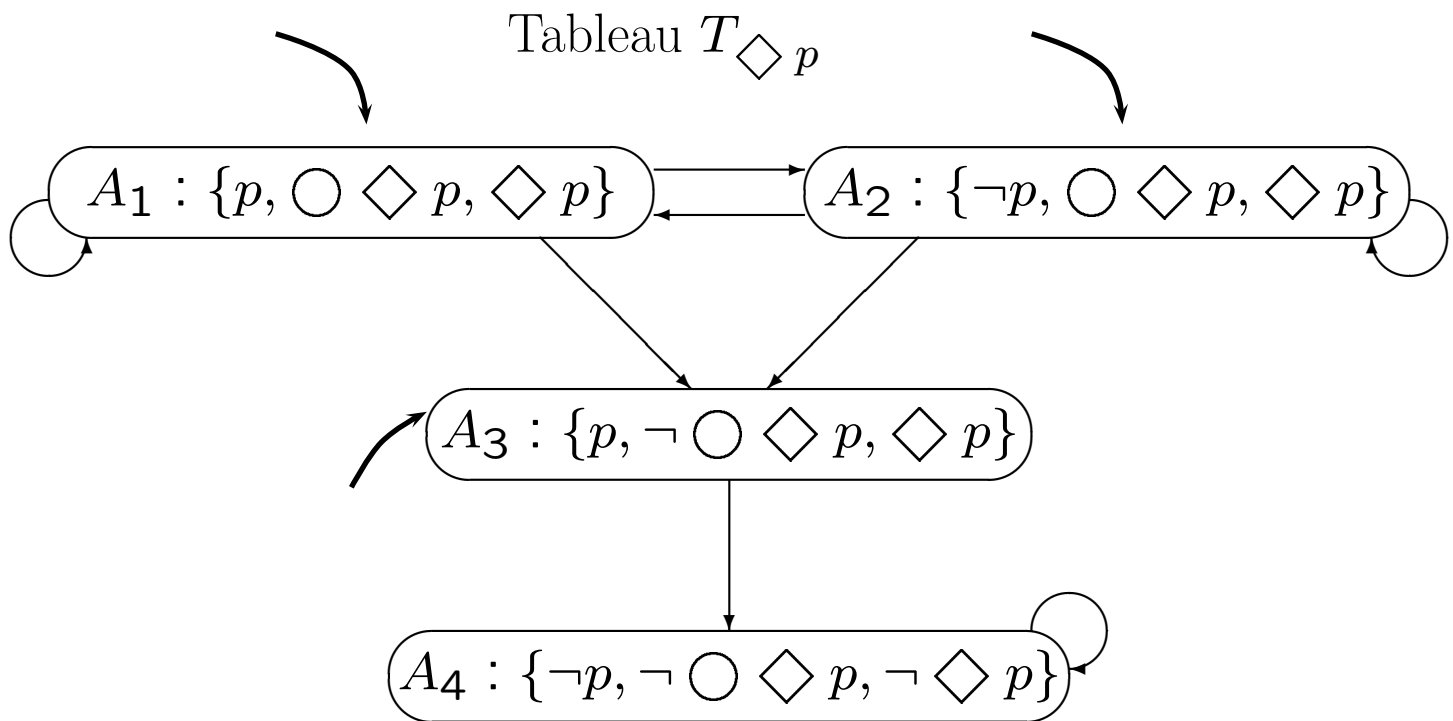 Tableau T◇ p
A₁ : {p, ◯ ◇ p, ◇ p}
A₂ : {¬p, ◯ ◇ p, ◇ p}
A₃ : {p, ¬ ◯ ◇ p, ◇ p}
A₄ : {¬p, ¬ ◯ ◇ p, ¬ ◇ p}